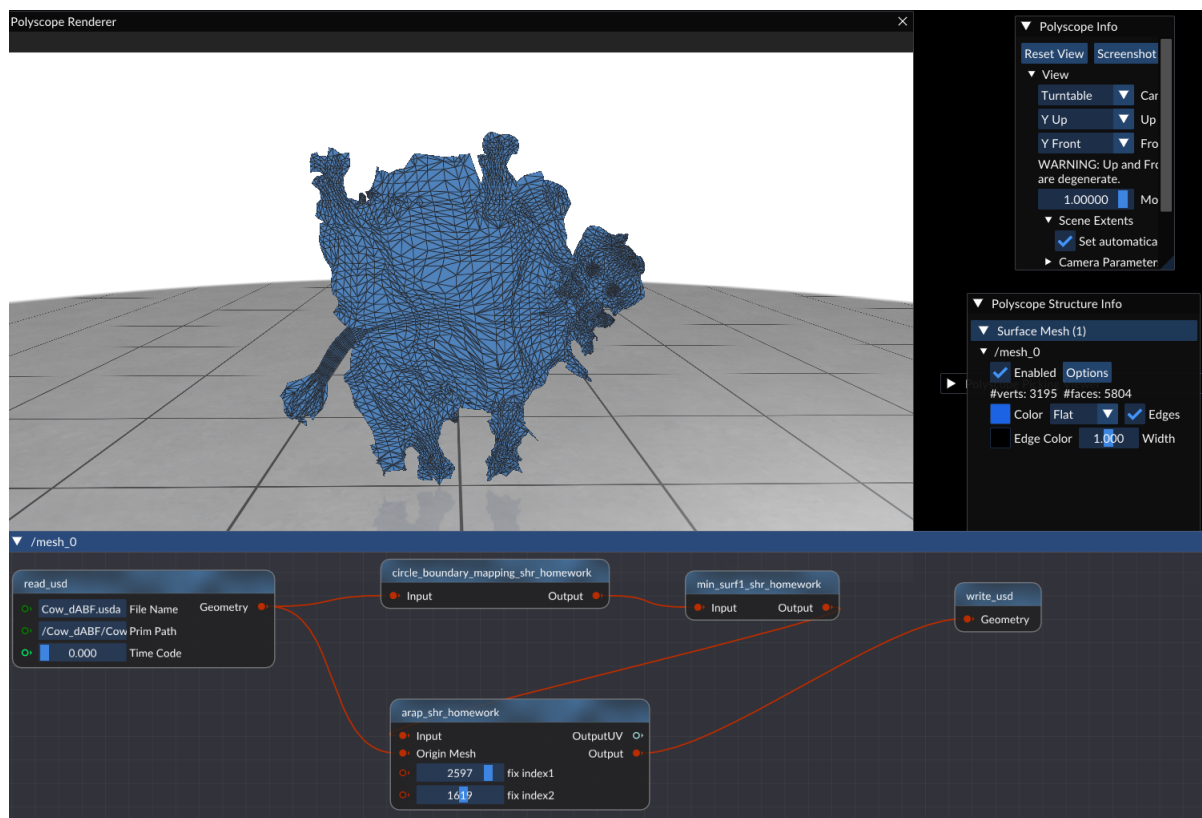 Polyscope Renderer
Polyscope Info
Reset View Screenshot
View
Turntable Car
Y Up Up
Y Front Fro
WARNING: Up and Fro
are degenerate.
1.00000 Mo
Scene Extents
Set automatica
Camera Parameter
Polyscope Structure Info
Surface Mesh (1)
/mesh_0
Enabled Options
#verts: 3195 #faces: 5804
Color Flat Edges
Edge Color 1.000 Width
/mesh_0
read_usd
Cow_dABF.usda File Name Geometry
/Cow_dABF/Cow Prim Path
0.000 Time Code
circle_boundary_mapping_shr_homework
Input Output
min_surf1_shr_homework
Input Output
write_usd
Geometry
arap_shr_homework
Input OutputUV
Origin Mesh Output
2597 fix index1
1619 fix index2